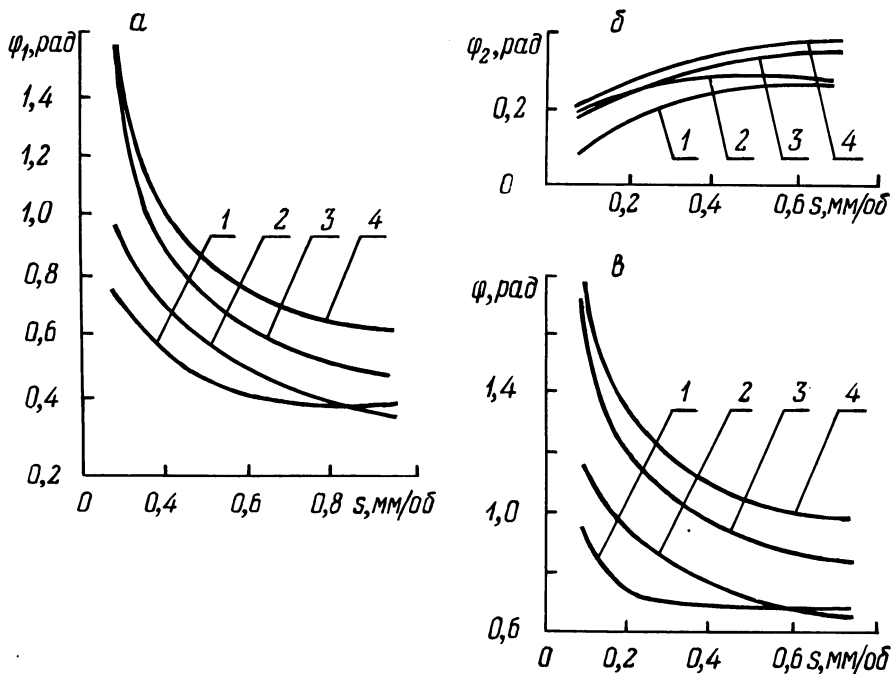 а
φ₁, рад
1,4
1,2
1,0
0,8
0,6
0,4
0,2
1 2 3 4
0 0,4 0,6 0,8 s, мм/об
б
φ₂, рад
0,2
0
1 2 3 4
0,2 0,4 0,6 s, мм/об
в
φ, рад
1,4
1,0
0,6
1 2 3 4
0 0,2 0,4 0,6 s, мм/об